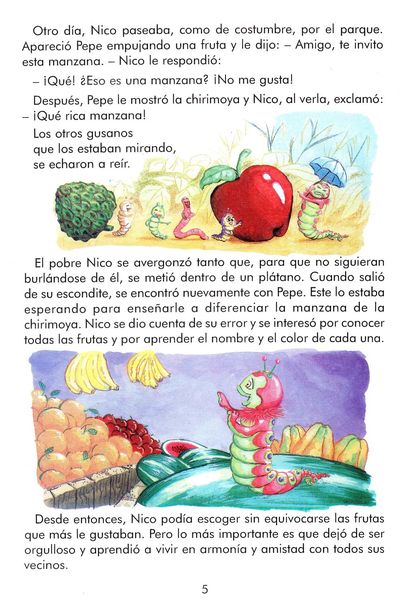 Otro día, Nico paseaba, como de costumbre, por el parque.
Apareció Pepe empujando una fruta y le dijo: – Amigo, te invito
esta manzana. – Nico le respondió:
– ¡Qué! ¿Eso es una manzana? ¡No me gusta!
Después, Pepe le mostró la chirimoya y Nico, al verla, exclamó:
– ¡Qué rica manzana!
Los otros gusanos
que los estaban mirando,
se echaron a reír.
El pobre Nico se avergonzó tanto que, para que no siguieran
burlándose de él, se metió dentro de un plátano. Cuando salió
de su escondite, se encontró nuevamente con Pepe. Este lo estaba
esperando para enseñarle a diferenciar la manzana de la
chirimoya. Nico se dio cuenta de su error y se interesó por conocer
todas las frutas y por aprender el nombre y el color de cada una.
Desde entonces, Nico podía escoger sin equivocarse las frutas
que más le gustaban. Pero lo más importante es que dejó de ser
orgulloso y aprendió a vivir en armonía y amistad con todos sus
vecinos.
5